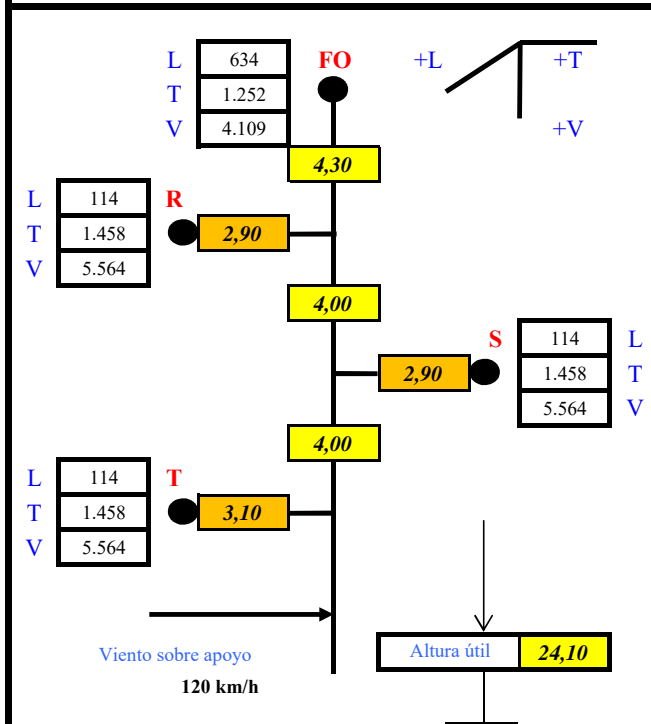 L 634 FO +L +T
T 1.252
V 4.109 +V
4,30
L 114 R
T 1.458 2,90
V 5.564
4,00
S 114 L
2,90 1.458 T
5.564 V
4,00
L 114 T
T 1.458 3,10
V 5.564
Viento sobre apoyo Altura útil 24,10
120 km/h